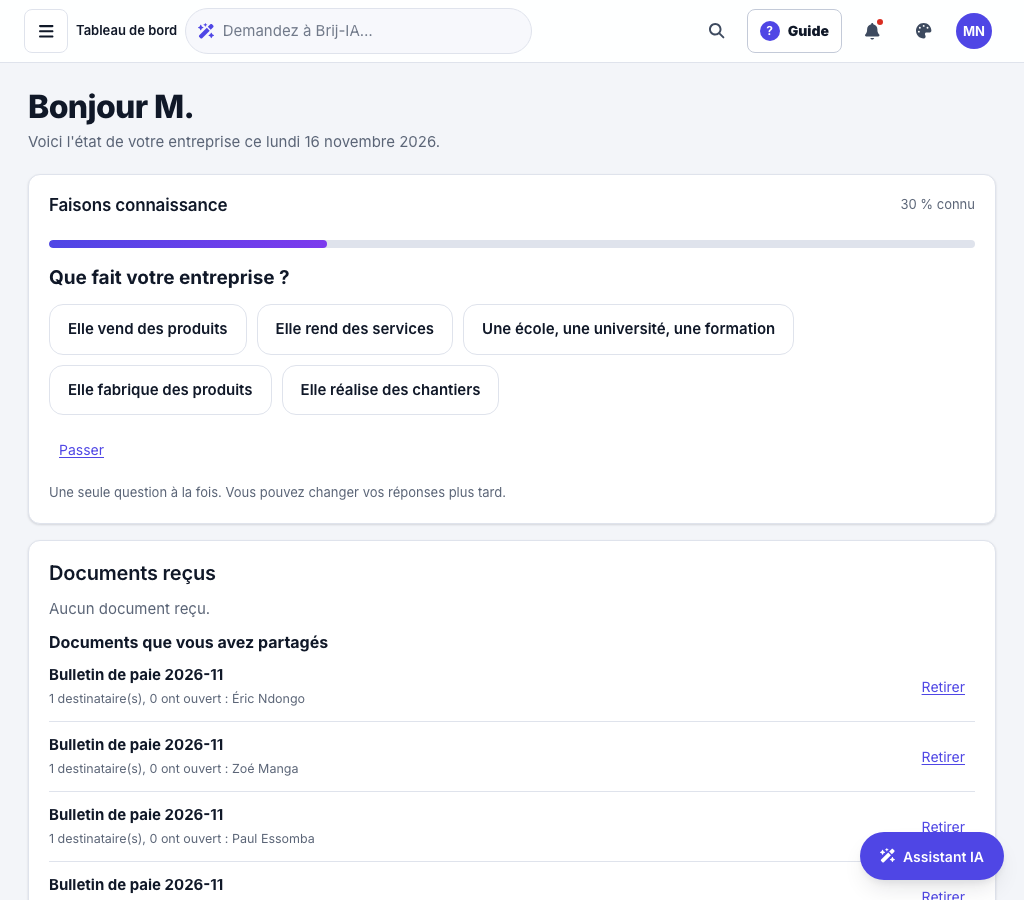 Tableau de bord
Demandez à Brij-IA...
? Guide
MN
Bonjour M.
Voici l'état de votre entreprise ce lundi 16 novembre 2026.
Faisons connaissance
30 % connu
Que fait votre entreprise ?
Elle vend des produits
Elle rend des services
Une école, une université, une formation
Elle fabrique des produits
Elle réalise des chantiers
Passer
Une seule question à la fois. Vous pouvez changer vos réponses plus tard.
Documents reçus
Aucun document reçu.
Documents que vous avez partagés
Bulletin de paie 2026-11
1 destinataire(s), 0 ont ouvert : Éric Ndongo
Retirer
Bulletin de paie 2026-11
1 destinataire(s), 0 ont ouvert : Zoé Manga
Retirer
Bulletin de paie 2026-11
1 destinataire(s), 0 ont ouvert : Paul Essomba
Retirer
Assistant IA
Bulletin de paie 2026-11
Retirer